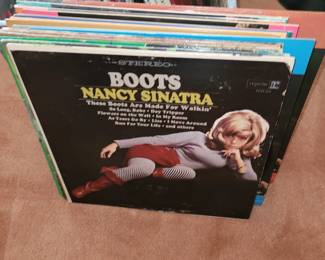 STEREO
BOOTS
NANCY SINATRA
These Boots Are Made For Walkin'
So Long, Babe • Day Tripper
Flowers on the Wall • In My Room
As Tears Go By • Lies • I Move Around
Run For Your Life • and others
reprise